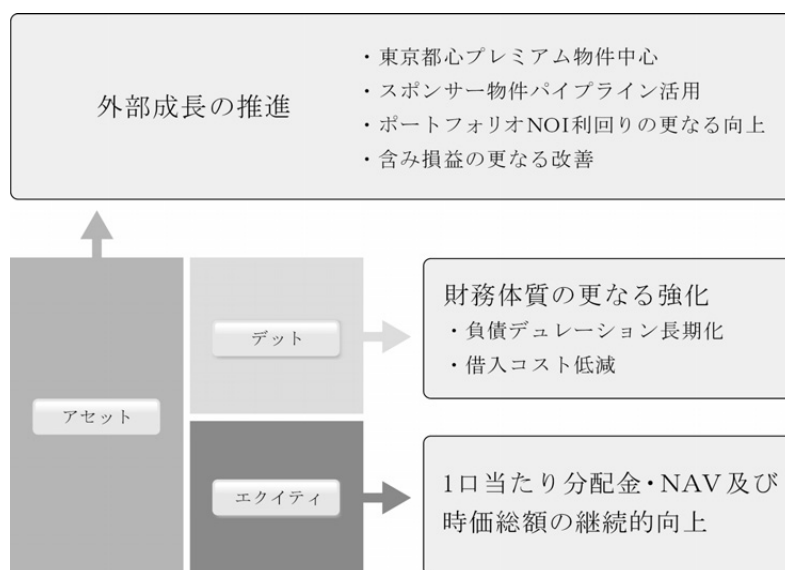 外部成長の推進
・東京都心プレミアム物件中心
・スポンサー物件パイプライン活用
・ポートフォリオNOI利回りの更なる向上
・含み損益の更なる改善
アセット
デット
財務体質の更なる強化
・負債デュレーション長期化
・借入コスト低減
エクイティ
1口当たり分配金・NAV及び
時価総額の継続的向上